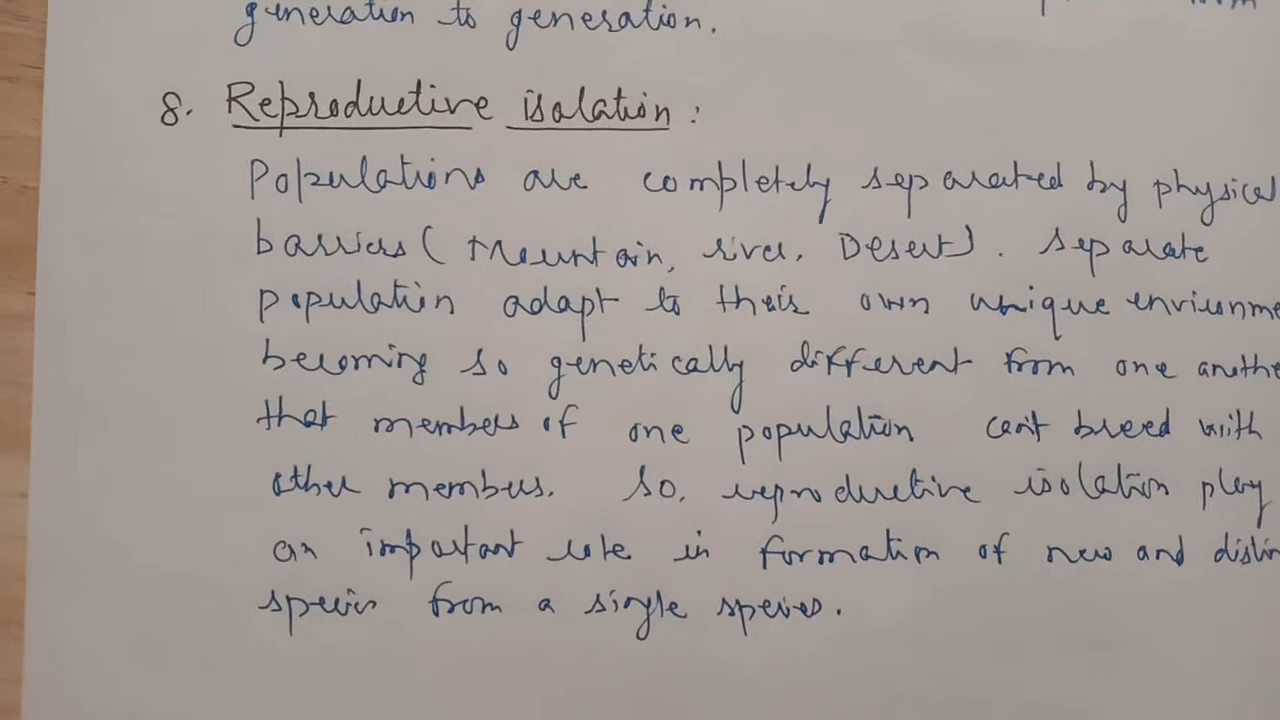 generation to generation.
8. Reproductive isolation :
Populations are completely separated by physical
barriers ( Mountain, river, Desert) . Separate
population adapt to their own unique environme
becoming so genetically different from one anothe
that members of one population can't breed with
other members. So, reproductive isolation play
an important role in formation of new and distin
species from a single species.